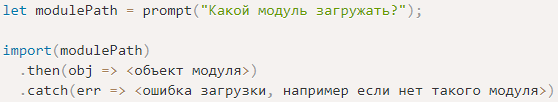 let modulePath = prompt("Какой модуль загружать?");
import(modulePath)
.then(obj => <объект модуля>)
.catch(err => <ошибка загрузки, например если нет такого модуля>)